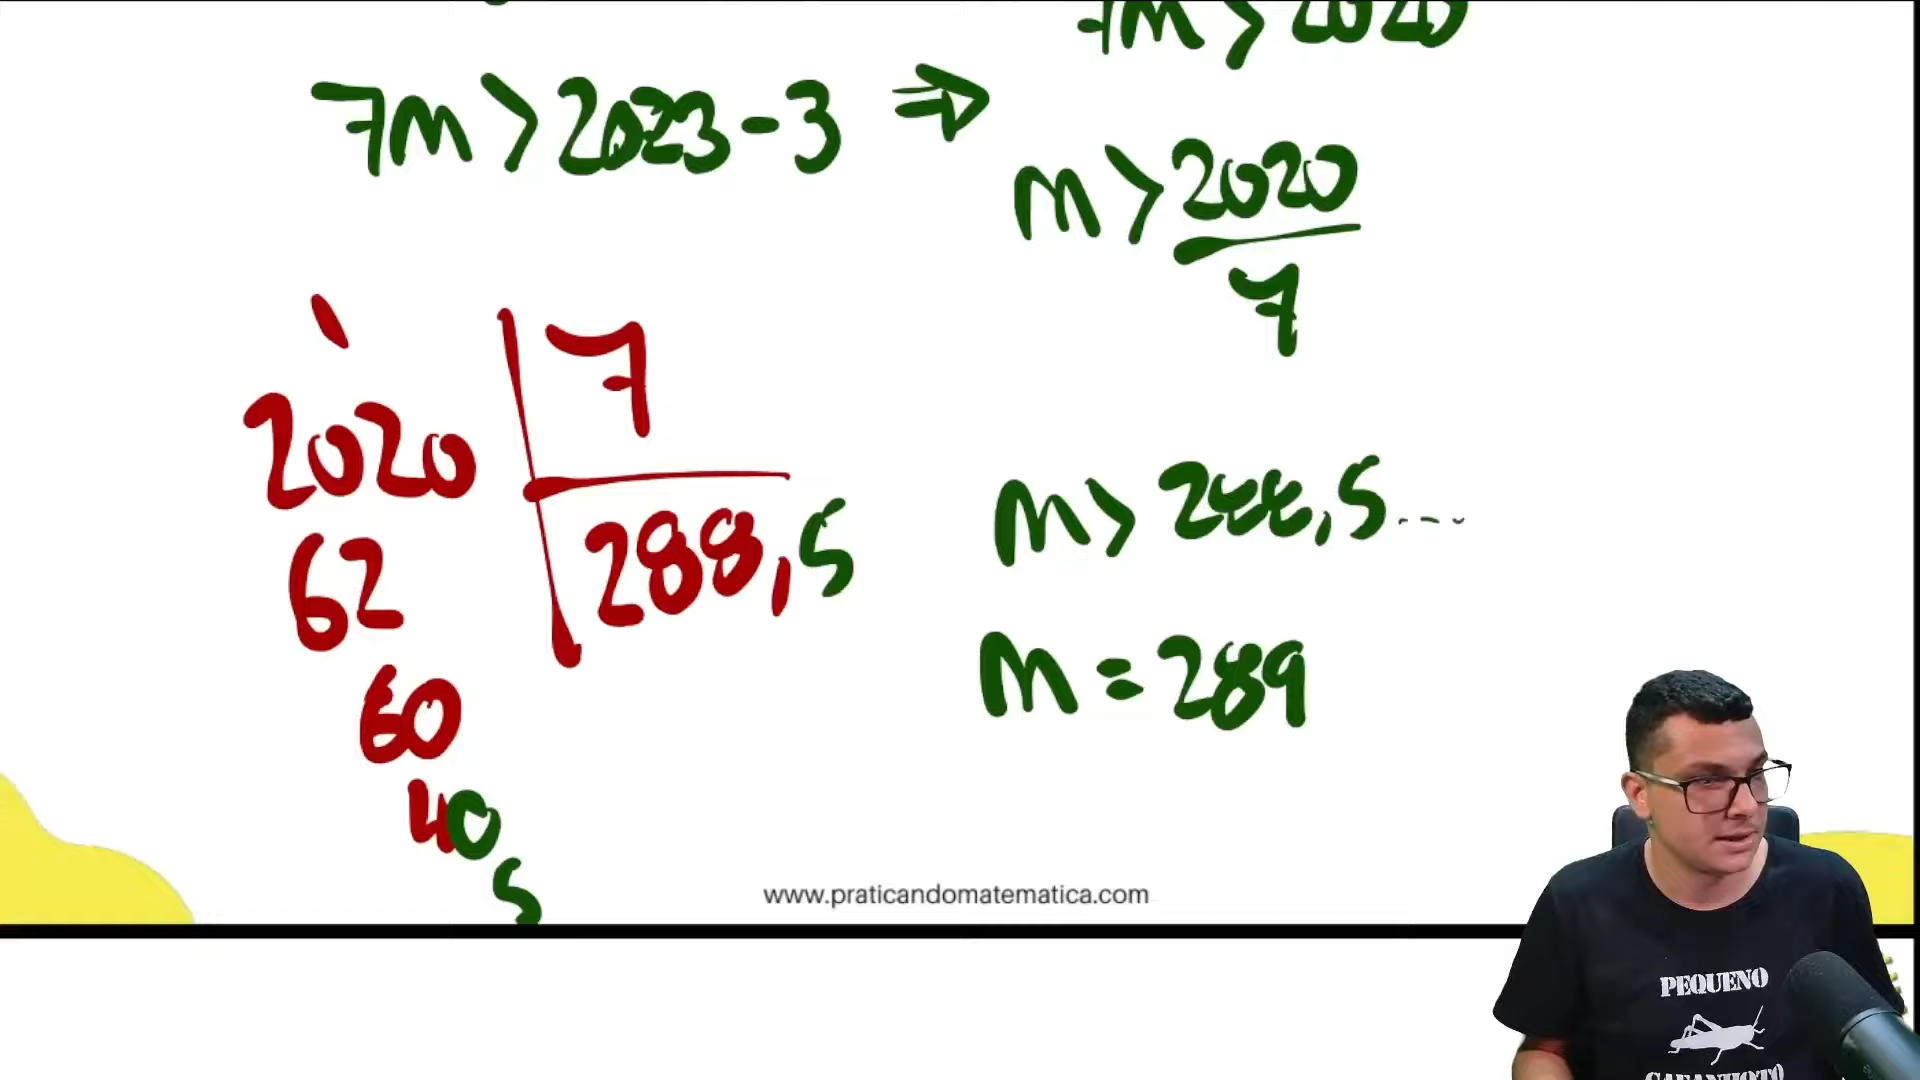 7m > 2020
7m > 2023 - 3 ⇒
m > 2020
7
2020 7
288,5
62
60
40
5
m > 288,5...
m = 289
www.praticandomatematica.com
PEQUENO
GAFANHOTO